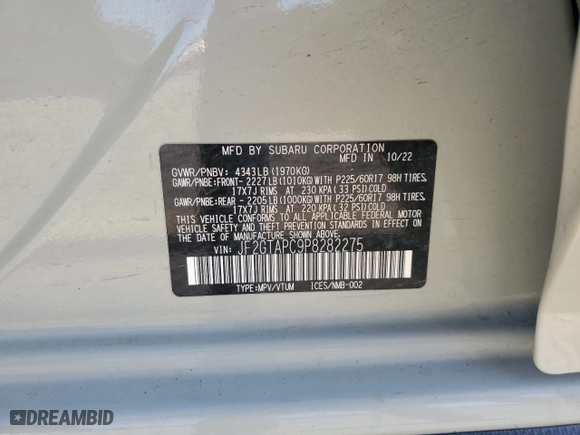 MFD BY SUBARU CORPORATION
MFD IN 10/22
GVWR/PNBV: 4343LB(1970KG)
GAWR/PNBE:FRONT- 2227LB(1010KG)WITH P225/60R17 98H TIRES,
17X7J RIMS AT 230 KPA(33 PSI)COLD
GAWR/PNBE:REAR - 2205LB(1000KG)WITH P225/60R17 98H TIRES,
17X7J RIMS AT 220 KPA(32 PSI)COLD
THIS VEHICLE CONFORMS TO ALL APPLICABLE FEDERAL MOTOR
VEHICLE SAFETY AND THEFT PREVENTION STANDARDS IN EFFECT
ON THE DATE OF MANUFACTURE SHOWN ABOVE.
VIN: JF2GTAPC9P8282275
TYPE:MPV/VTUM ICES/NMB-002
DREAMBID